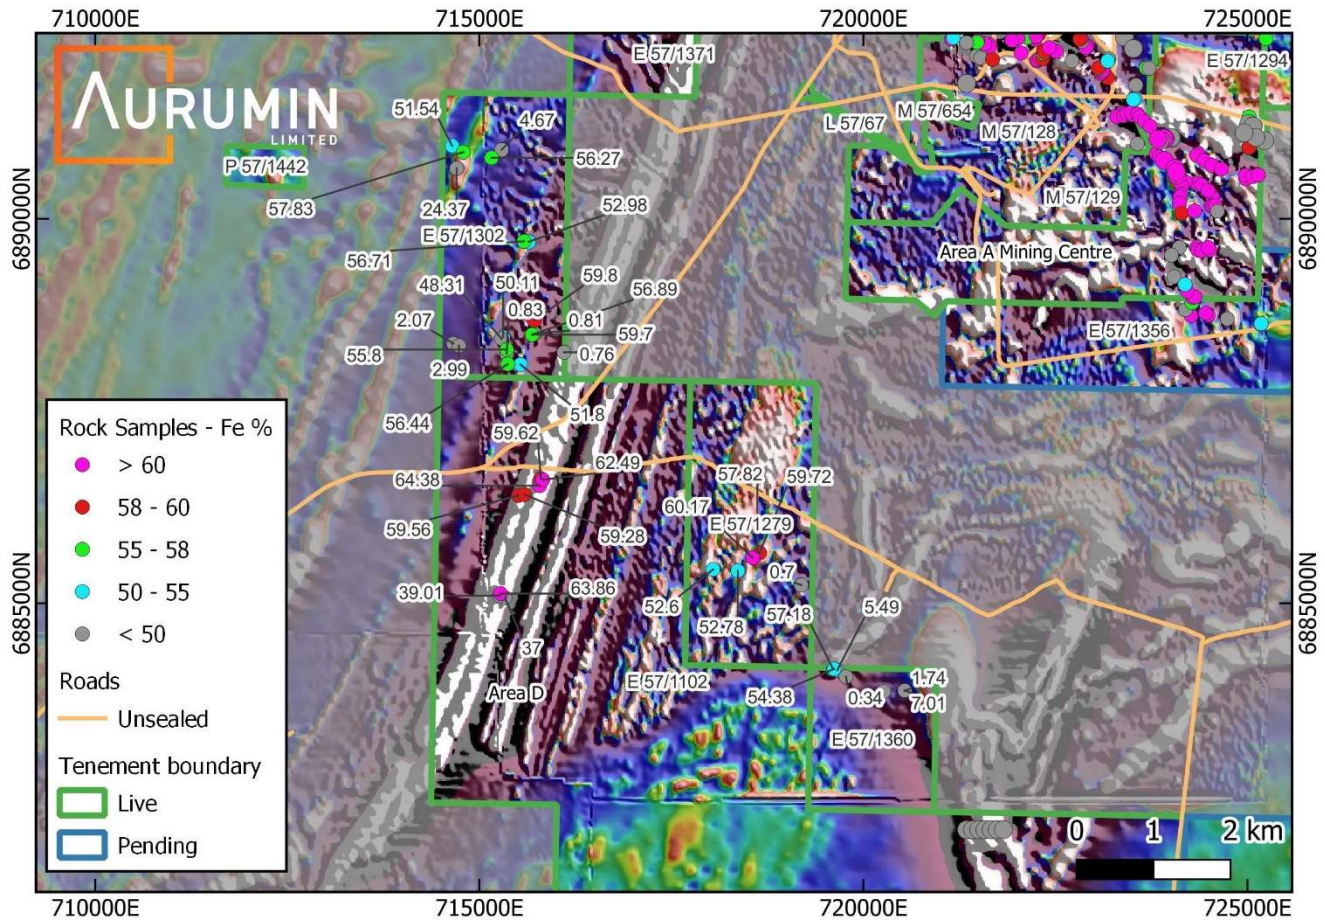 710000E
715000E
720000E
725000E
AURUMIN
LIMITED
E 57/1371
E 57/1294
51.54
4.67
M 57/654
L 57/67
M 57/128
P 57/1442
56.27
57.83
M 57/129
24.37
52.98
6890000N
6890000N
E 57/1302
Area A Mining Centre
56.71
59.8
48.31
50.11
56.89
0.83
0.81
2.07
59.7
E 57/1356
55.8
0.76
2.99
56.44
51.8
59.62
Rock Samples - Fe %
> 60
58 - 60
55 - 58
50 - 55
< 50
Roads
Unsealed
Tenement boundary
Live
Pending
62.49
57.82
59.72
64.38
60.17
E 57/1279
59.56
59.28
0.7
39.01
63.86
52.6
57.18
5.49
6885000N
6885000N
52.78
37
E 57/1102
Area D
54.38
0.34
1.74
7.01
E 57/1360
0 1 2 km
710000E
715000E
720000E
725000E